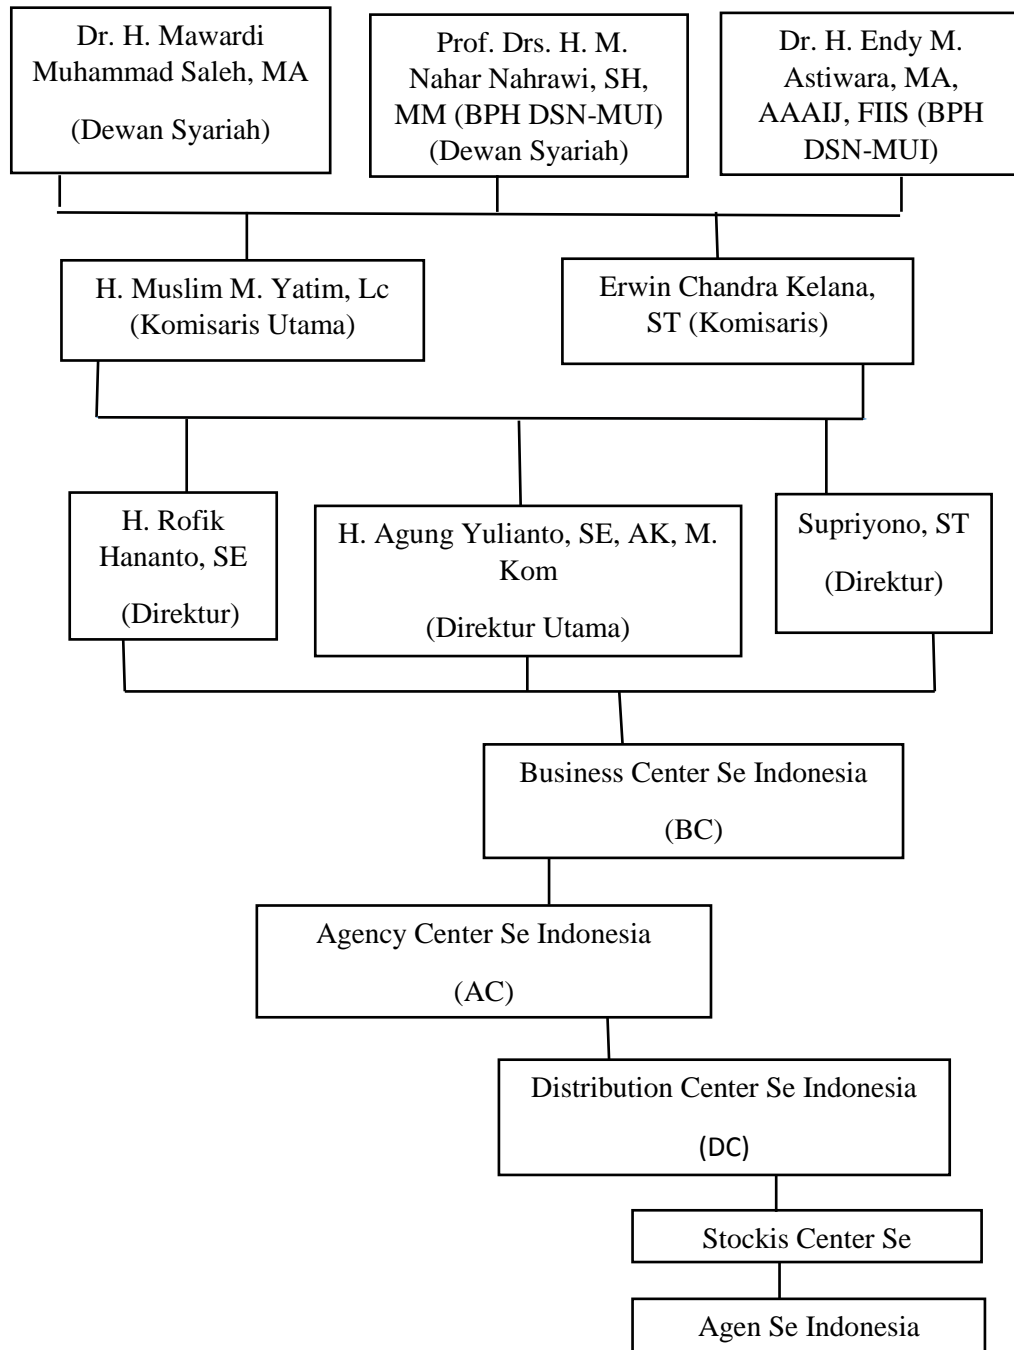 Dr. H. Mawardi
Muhammad Saleh, MA
(Dewan Syariah)
Prof. Drs. H. M.
Nahar Nahrawi, SH,
MM (BPH DSN-MUI)
(Dewan Syariah)
Dr. H. Endy M.
Astiwara, MA,
AAAIJ, FIIS (BPH
DSN-MUI)
H. Muslim M. Yatim, Lc
(Komisaris Utama)
Erwin Chandra Kelana,
ST (Komisaris)
H. Rofik
Hananto, SE
(Direktur)
H. Agung Yulianto, SE, AK, M.
Kom
(Direktur Utama)
Supriyono, ST
(Direktur)
Business Center Se Indonesia
(BC)
Agency Center Se Indonesia
(AC)
Distribution Center Se Indonesia
(DC)
Stockis Center Se
Agen Se Indonesia